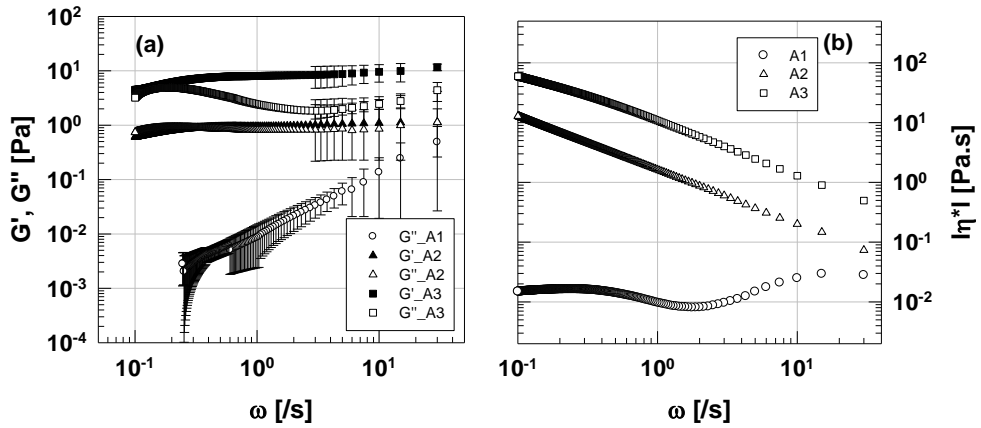 (a)
10² 
10¹
10⁰
10⁻¹
10⁻²
10⁻³
10⁻⁴
G', G" [Pa]
G"_A1
G'_A2
G"_A2
G'_A3
G"_A3
10⁻¹ 10⁰ 10¹
ω [/s]
(b)
A1
A2
A3
10²
10¹
10⁰
10⁻¹
10⁻²
Iη*I [Pa.s]
10⁻¹ 10⁰ 10¹
ω [/s]